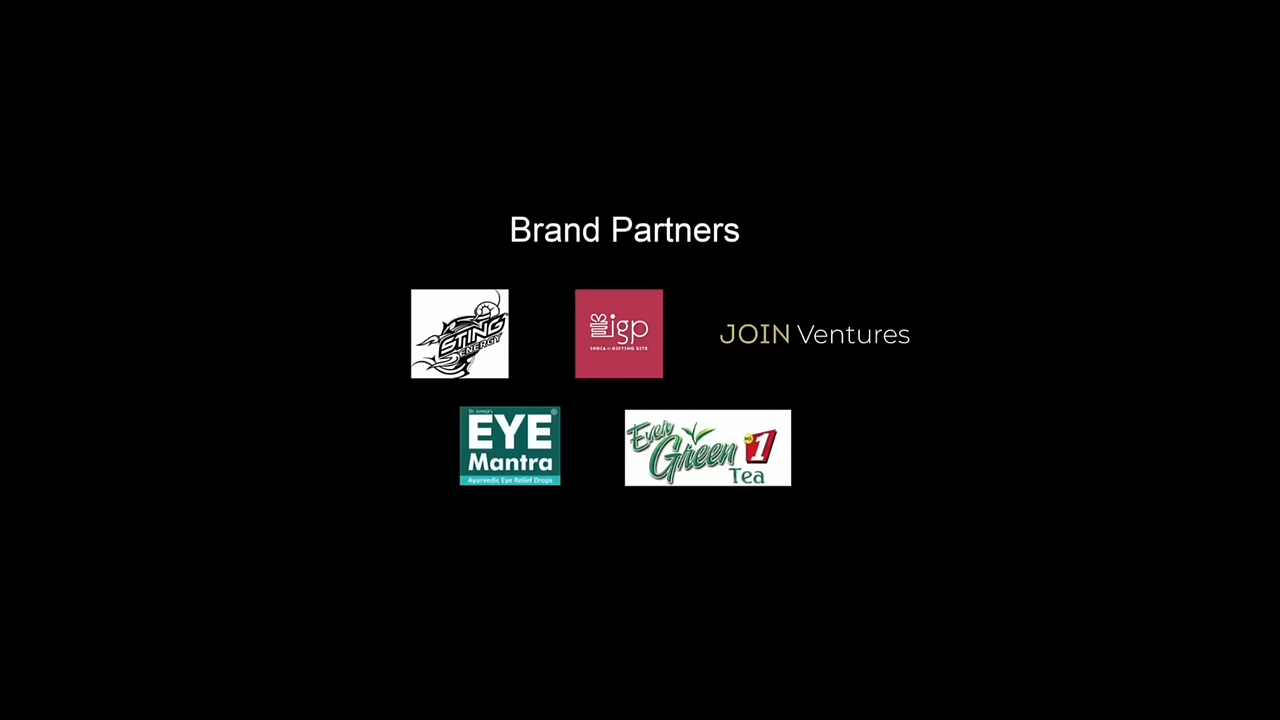 Brand Partners
STING
ENERGY
igp
INDIA
GIFTING SITE
JOIN Ventures
EYE
Mantra
Ayurvedic Eye Relief Drops
Ever
Green
No. 1
Tea